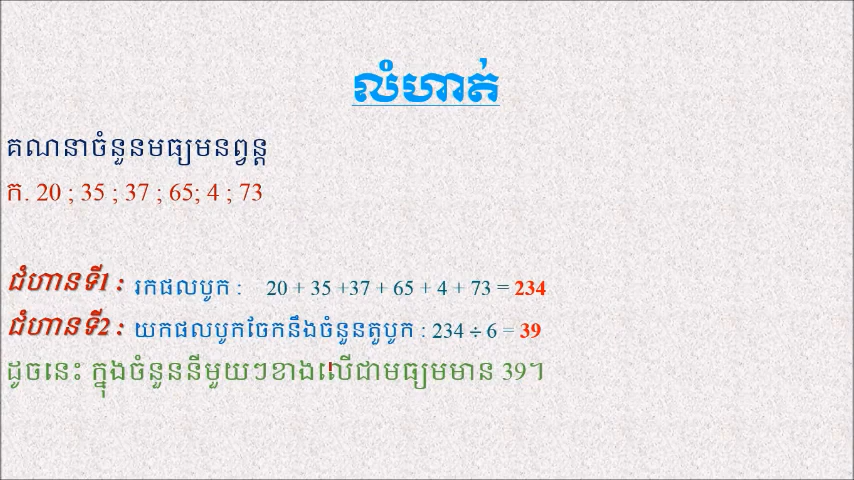 លំហាត់
គណនាចំនួនមធ្យមនព្វន្ត
ក. 20 ; 35 ; 37 ; 65; 4 ; 73
ជំហានទី1 : រកផលបូក : 20 + 35 +37 + 65 + 4 + 73 = 234
ជំហានទី2 : យកផលបូកចែកនឹងចំនួនតួបូក : 234 ÷ 6 = 39
ដូចនេះ ក្នុងចំនួននីមួយៗខាងលើជាមធ្យមមាន 39។